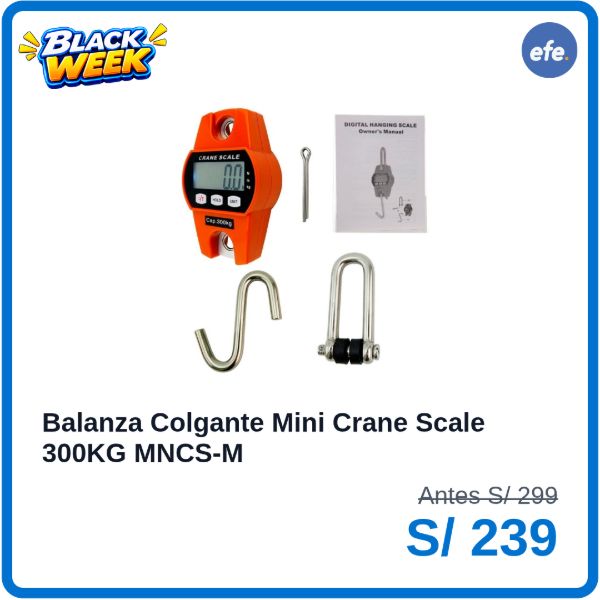 BLACK
WEEK
efe.
CRANE SCALE
0.0
HOLD
UNIT
Cap.300kg
DIGITAL HANGING SCALE
Owner's Manual
Balanza Colgante Mini Crane Scale
300KG MNCS-M
Antes S/ 299
S/ 239